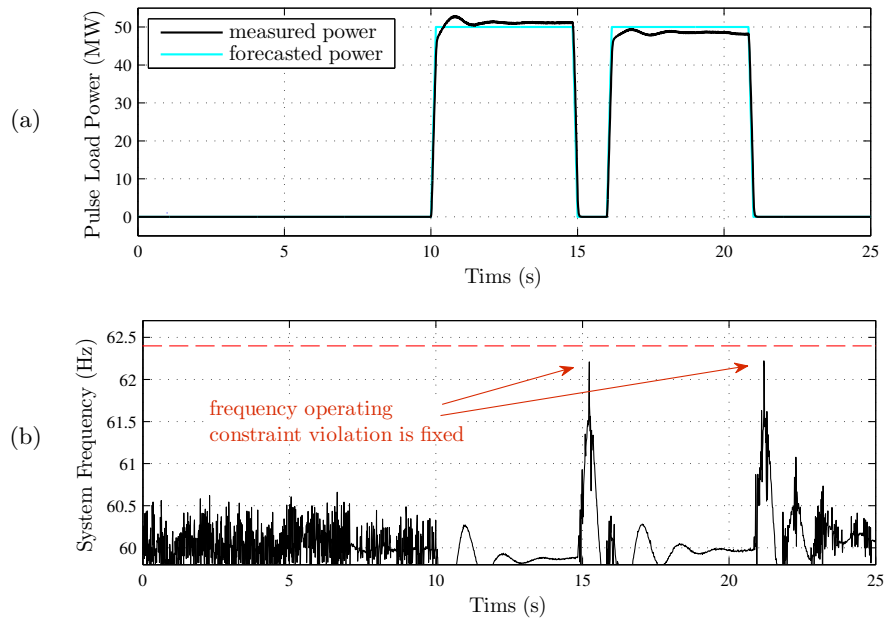 (a)
Pulse Load Power (MW)
50
40
30
20
10
0
measured power
forecasted power
0
5
10
15
20
25
Tims (s)
(b)
System Frequency (Hz)
62.5
62
61.5
61
60.5
60
frequency operating
constraint violation is fixed
0
5
10
15
20
25
Tims (s)